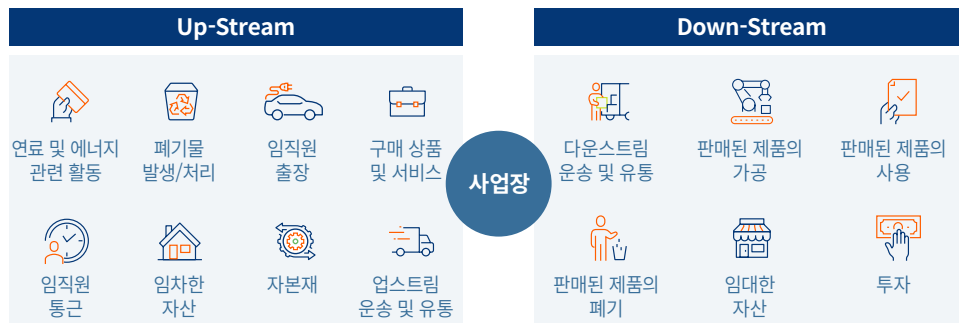 Up-Stream
연료 및 에너지
관련 활동
폐기물
발생/처리
임직원
출장
구매 상품
및 서비스
임직원
통근
임차한
자산
자본재
업스트림
운송 및 유통
사업장
Down-Stream
다운스트림
운송 및 유통
판매된 제품의
가공
판매된 제품의
사용
판매된 제품의
폐기
임대한
자산
투자